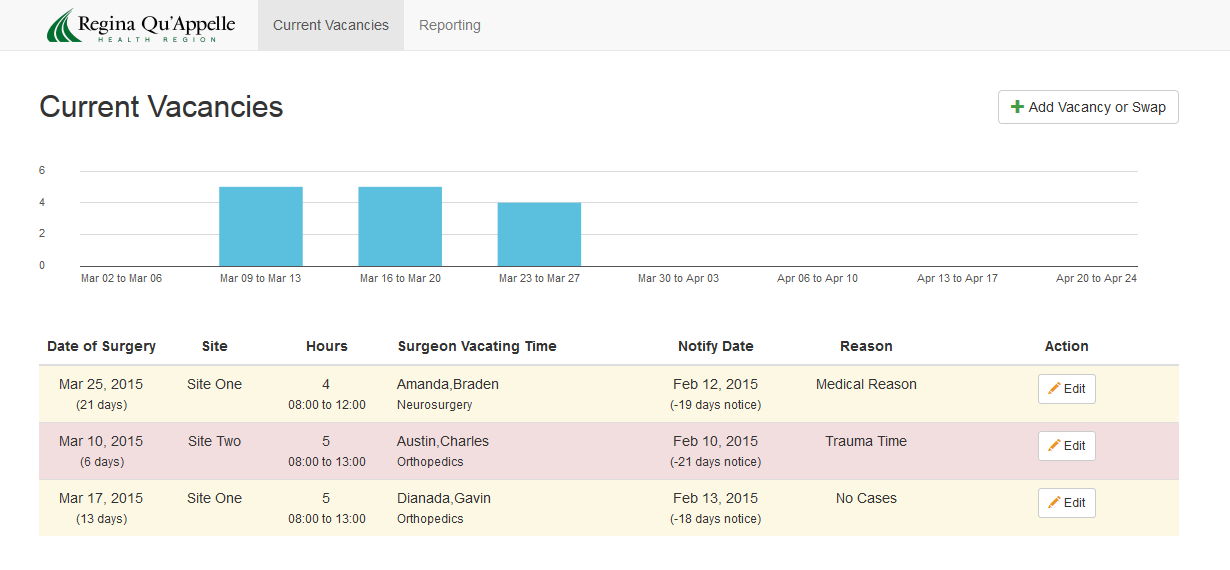 Regina Qu'Appelle
HEALTH REGION
Current Vacancies
Reporting
Current Vacancies
Add Vacancy or Swap
6
4
2
0
Mar 02 to Mar 06 Mar 09 to Mar 13 Mar 16 to Mar 20 Mar 23 to Mar 27 Mar 30 to Apr 03 Apr 06 to Apr 10 Apr 13 to Apr 17 Apr 20 to Apr 24
Date of Surgery Site Hours Surgeon Vacating Time Notify Date Reason Action
Mar 25, 2015 Site One 4 Amanda,Braden Feb 12, 2015 Medical Reason Edit
(21 days) 08:00 to 12:00 Neurosurgery (-19 days notice)
Mar 10, 2015 Site Two 5 Austin,Charles Feb 10, 2015 Trauma Time Edit
(6 days) 08:00 to 13:00 Orthopedics (-21 days notice)
Mar 17, 2015 Site One 5 Dianada,Gavin Feb 13, 2015 No Cases Edit
(13 days) 08:00 to 13:00 Orthopedics (-18 days notice)